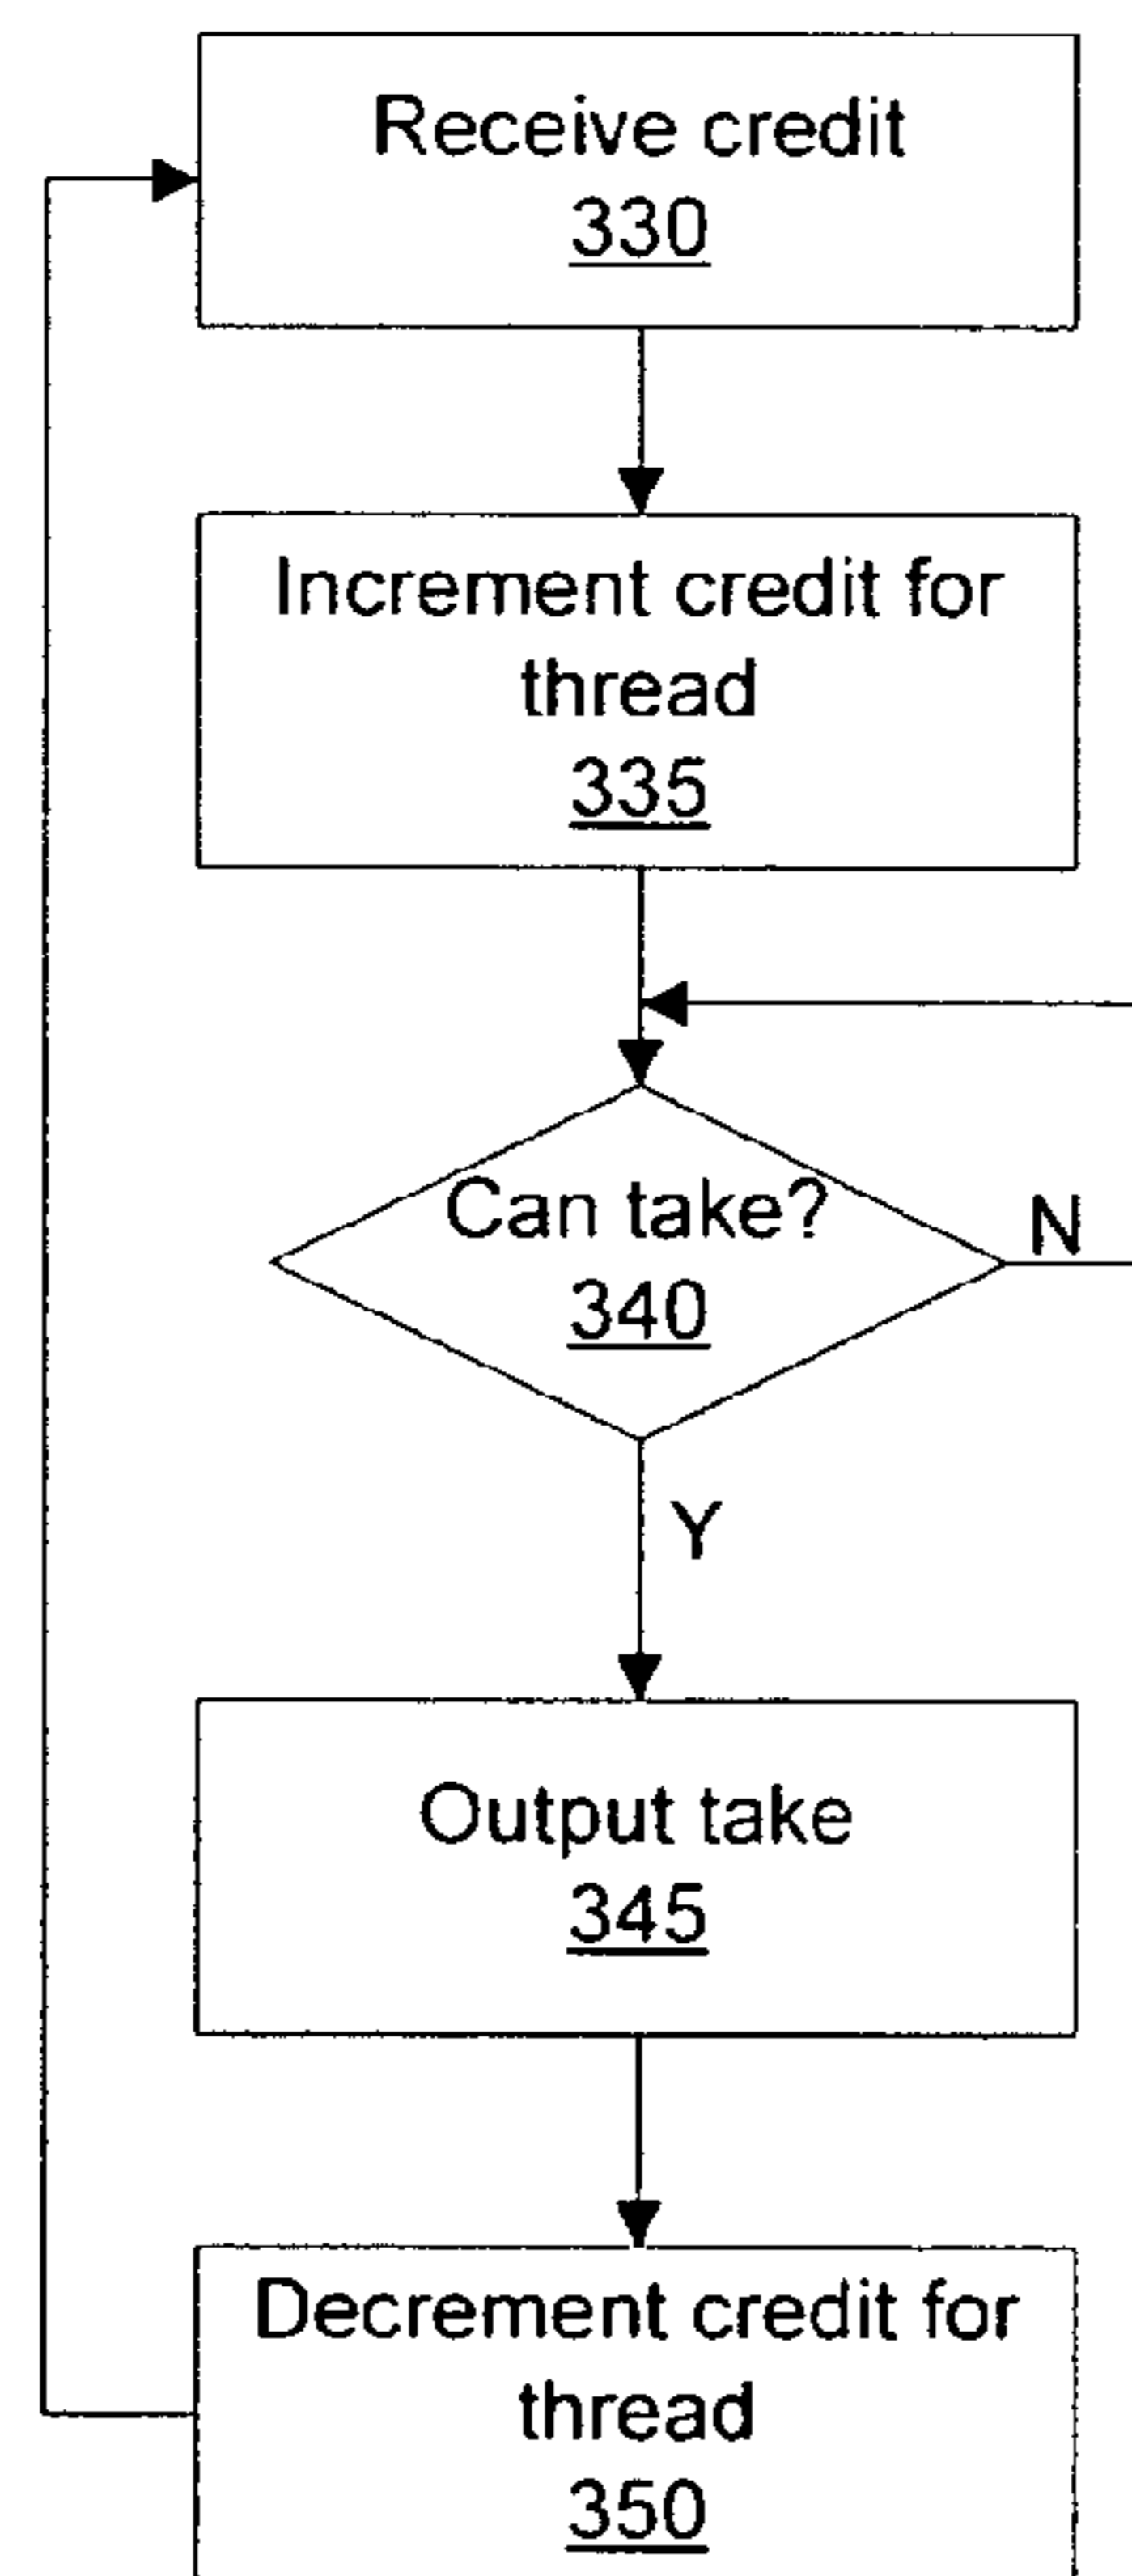 Receive credit
330
Increment credit for
thread
335
Can take?
340
N
Y
Output take
345
Decrement credit for
thread
350